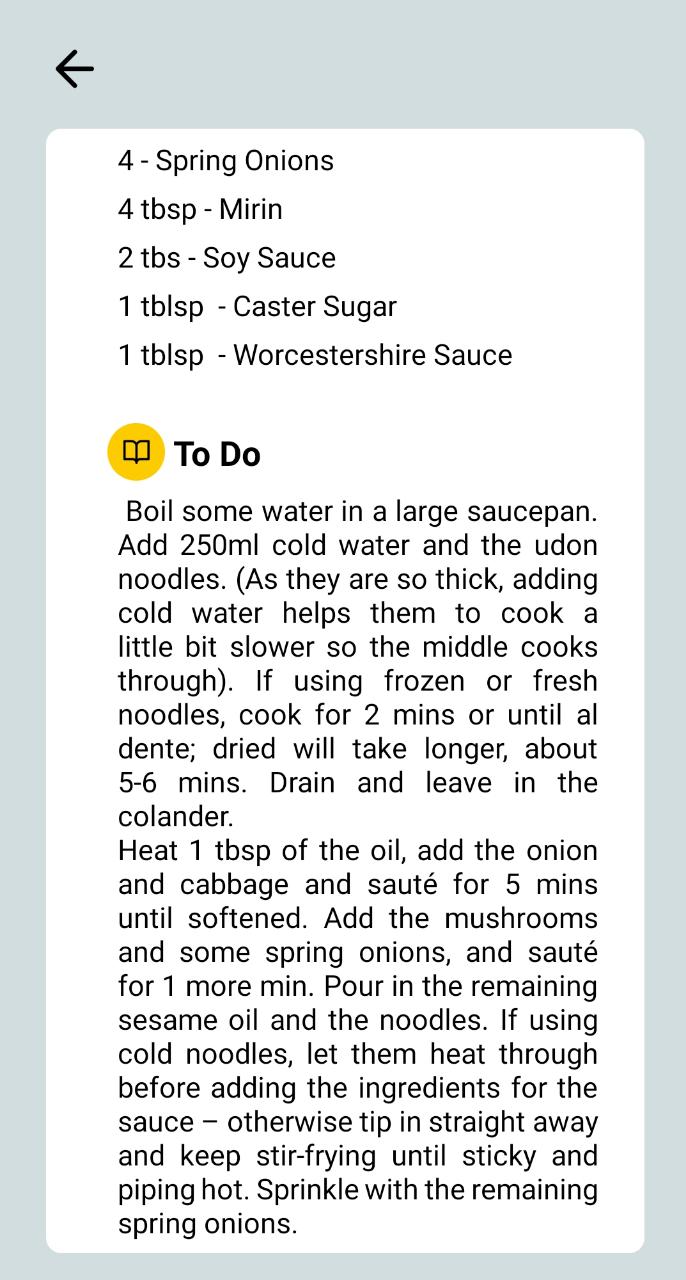 4 - Spring Onions
4 tbsp - Mirin
2 tbs - Soy Sauce
1 tblsp  - Caster Sugar
1 tblsp  - Worcestershire Sauce
To Do
Boil some water in a large saucepan.
Add 250ml cold water and the udon
noodles. (As they are so thick, adding
cold water helps them to cook a
little bit slower so the middle cooks
through). If using frozen or fresh
noodles, cook for 2 mins or until al
dente; dried will take longer, about
5-6 mins. Drain and leave in the
colander.
Heat 1 tbsp of the oil, add the onion
and cabbage and sauté for 5 mins
until softened. Add the mushrooms
and some spring onions, and sauté
for 1 more min. Pour in the remaining
sesame oil and the noodles. If using
cold noodles, let them heat through
before adding the ingredients for the
sauce – otherwise tip in straight away
and keep stir-frying until sticky and
piping hot. Sprinkle with the remaining
spring onions.